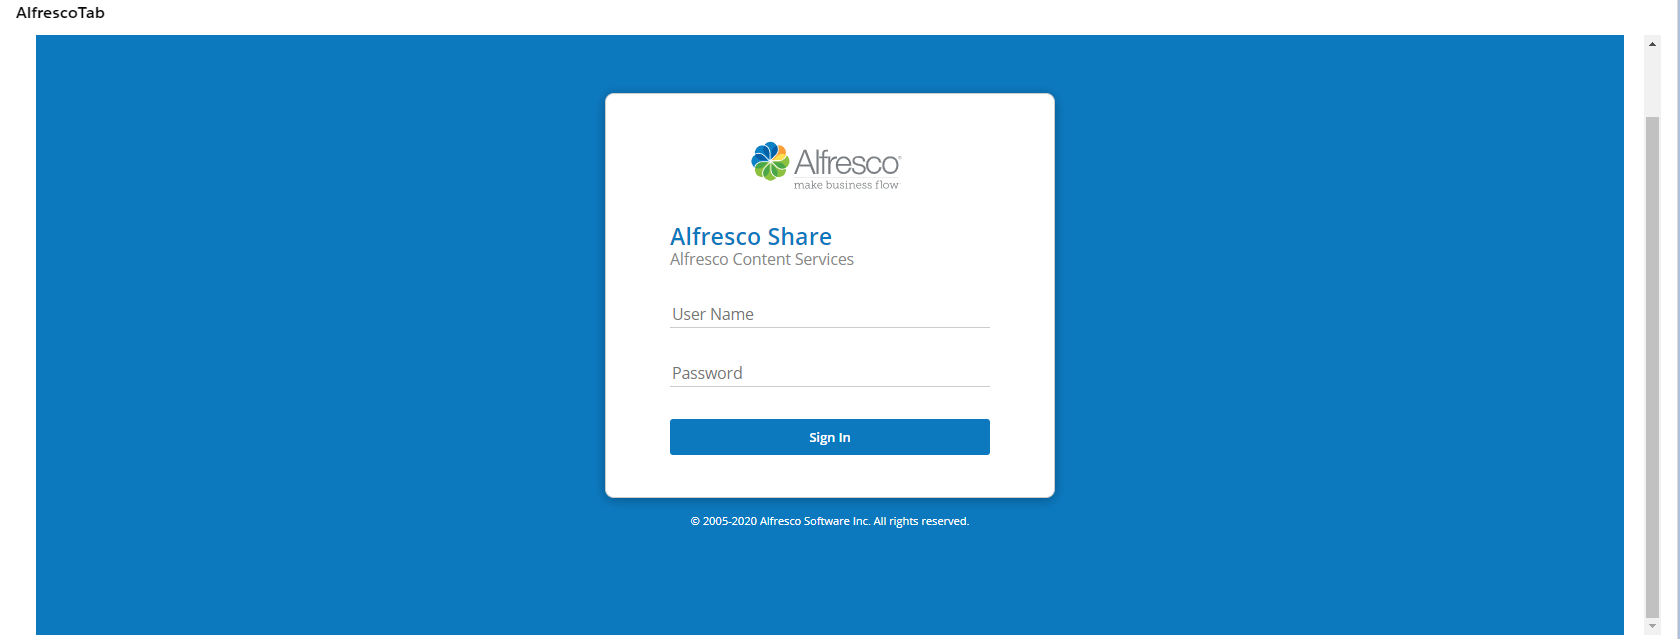 AlfrescoTab
Alfresco®
make business flow
Alfresco Share
Alfresco Content Services
User Name
Password
Sign In
© 2005-2020 Alfresco Software Inc. All rights reserved.